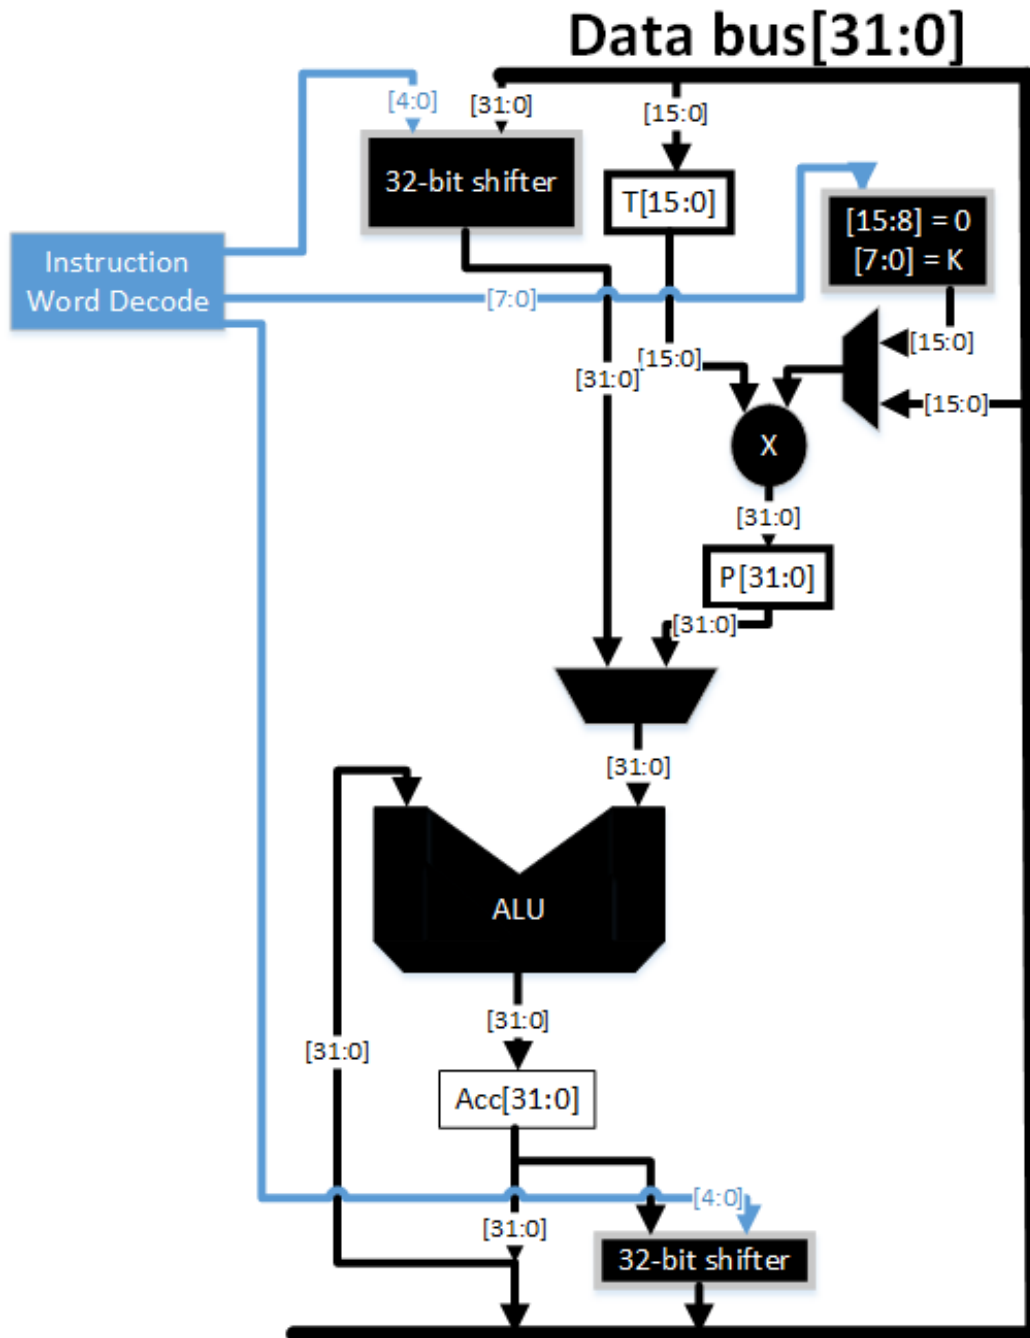 Data bus[31:0]
[4:0]
[31:0]
[15:0]
32-bit shifter
T[15:0]
[15:8] = 0
[7:0] = K
Instruction
Word Decode
[7:0]
[15:0]
[15:0]
[31:0]
[15:0]
X
[31:0]
P[31:0]
[31:0]
[31:0]
ALU
[31:0]
[31:0]
Acc[31:0]
[4:0]
[31:0]
32-bit shifter